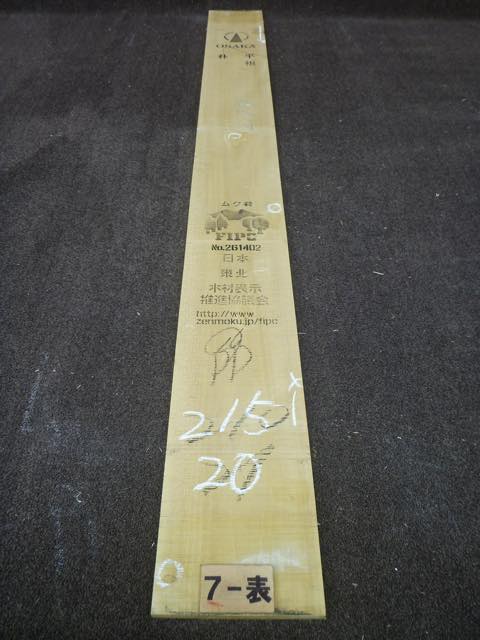 OSAKA
朴 平
板
ムク材
FIPC
No.261402
日本
東北
木材表示
推進協議会
http://www
zenmoku.jp/fipc
215
20
7-表